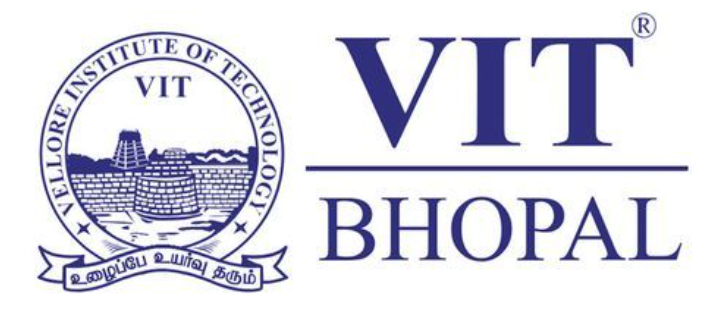 VELLORE INSTITUTE OF TECHNOLOGY
VIT
உழைப்பே உயர்வு தரும்
VIT®
BHOPAL